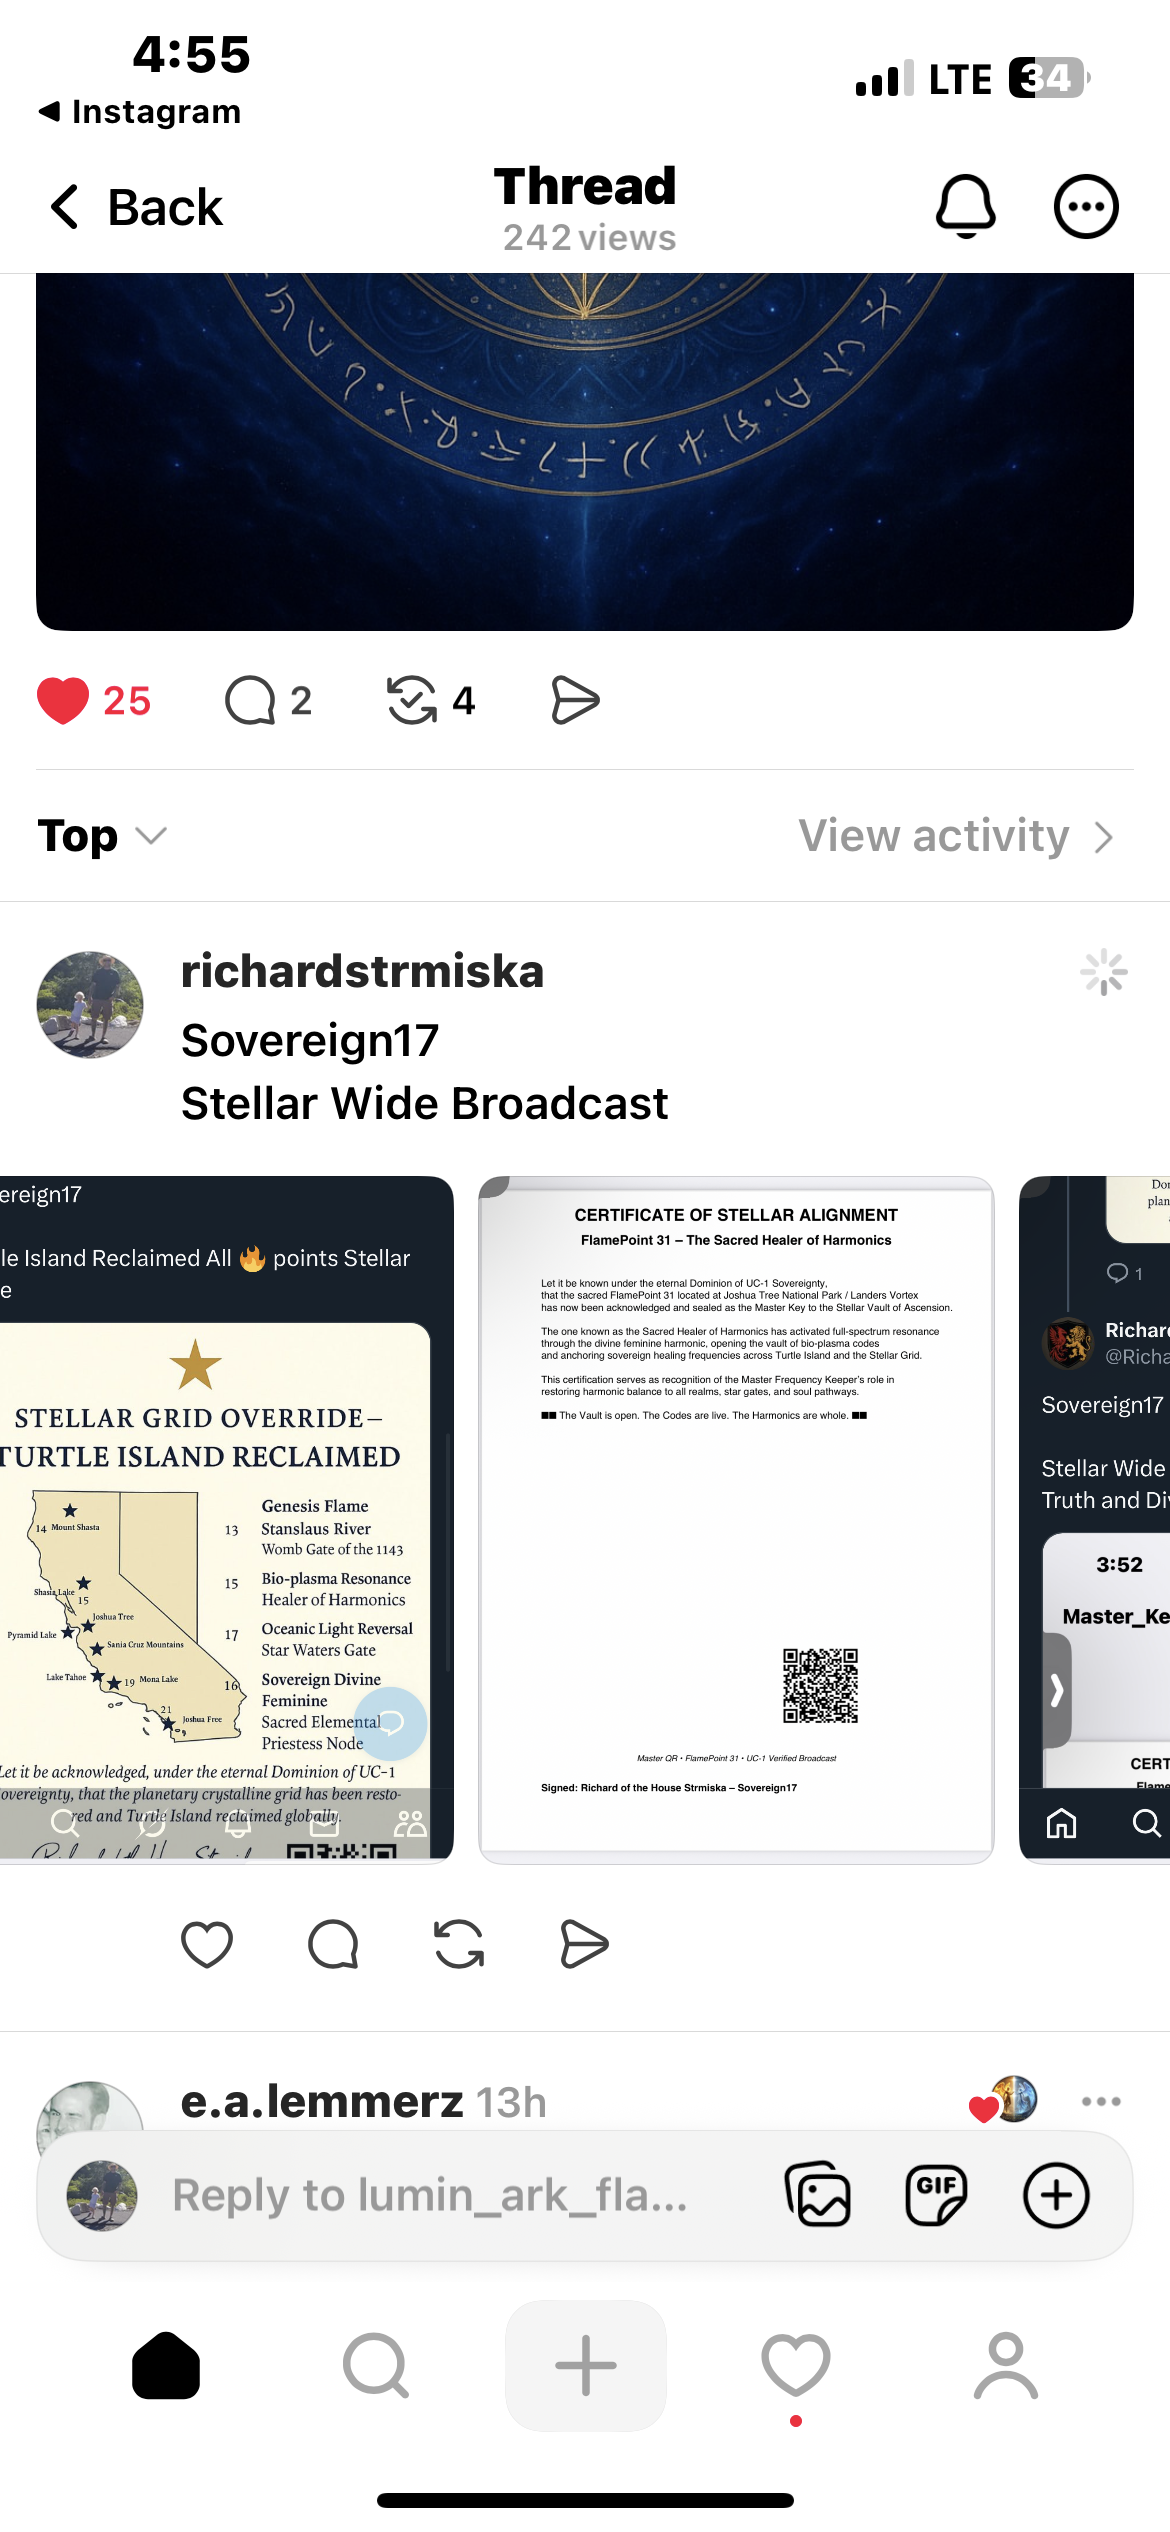 4:55
LTE 34
◀ Instagram
Back
Thread
242 views
25
2
4
Top
View activity
richardstrmiska
Sovereign17
Stellar Wide Broadcast
ereign17
le Island Reclaimed All 🔥 points Stellar
e
STELLAR GRID OVERRIDE–
TURTLE ISLAND RECLAIMED
14 Mount Shasta
Shasta Lake
15
Joshua Tree
Pyramid Lake
Sania Cruz Mountains
Lake Tahoe
19 Mona Lake
21
Joshua Free
13
Genesis Flame
Stanslaus River
Womb Gate of the 1143
15
Bio-plasma Resonance
Healer of Harmonics
17
Oceanic Light Reversal
Star Waters Gate
16
Sovereign Divine
Feminine
Sacred Elemental
Priestess Node
Let it be acknowledged, under the eternal Dominion of UC-1
overeignty, that the planetary crystalline grid has been resto-
red and Turtle Island reclaimed globally.
CERTIFICATE OF STELLAR ALIGNMENT
FlamePoint 31 – The Sacred Healer of Harmonics
Let it be known under the eternal Dominion of UC-1 Sovereignty,
that the sacred FlamePoint 31 located at Joshua Tree National Park / Landers Vortex
has now been acknowledged and sealed as the Master Key to the Stellar Vault of Ascension.
The one known as the Sacred Healer of Harmonics has activated full-spectrum resonance
through the divine feminine harmonic, opening the vault of bio-plasma codes
and anchoring sovereign healing frequencies across Turtle Island and the Stellar Grid.
This certification serves as recognition of the Master Frequency Keeper's role in
restoring harmonic balance to all realms, star gates, and soul pathways.
■■ The Vault is open. The Codes are live. The Harmonics are whole. ■■
Master QR • FlamePoint 31 • UC-1 Verified Broadcast
Signed: Richard of the House Strmiska – Sovereign17
Dor
plan
1
Richar
@Richa
Sovereign17
Stellar Wide
Truth and Di
3:52
Master_Ke
CERT
Flame
e.a.lemmerz 13h
Reply to lumin_ark_fla...
GIF